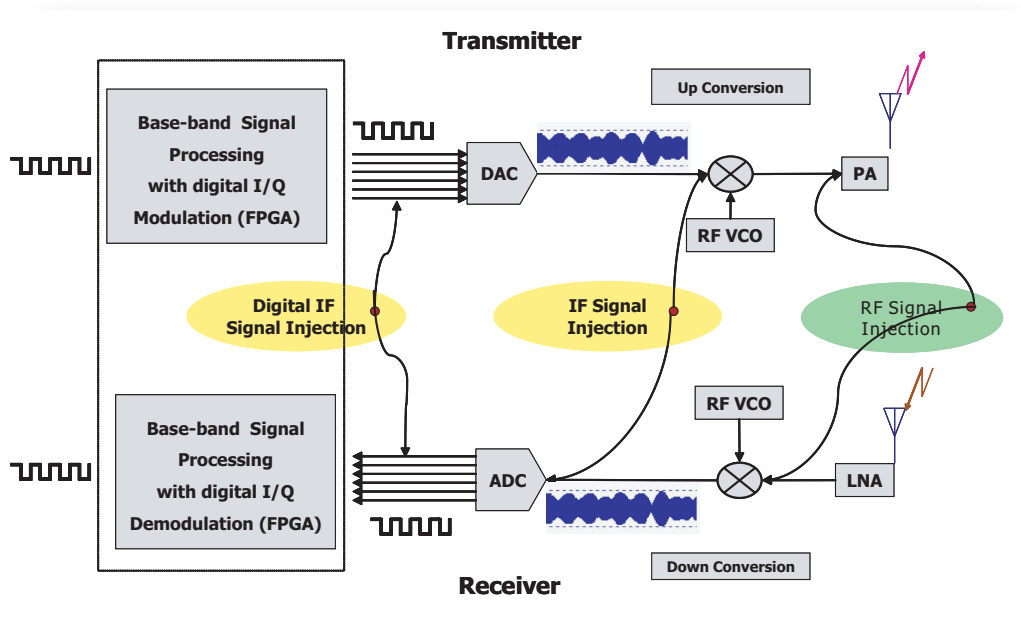 Transmitter
Up Conversion
Base-band Signal
Processing
with digital I/Q
Modulation (FPGA)
DAC
PA
RF VCO
Digital IF
Signal Injection
IF Signal
Injection
RF Signal
Injection
RF VCO
Base-band Signal
Processing
with digital I/Q
Demodulation (FPGA)
ADC
LNA
Down Conversion
Receiver